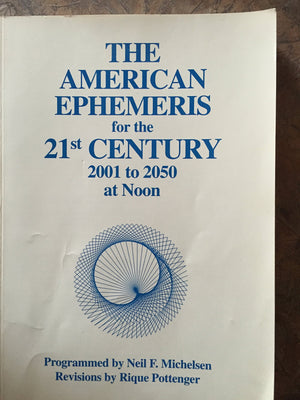 THE
AMERICAN
EPHEMERIS
for the
21st CENTURY
2001 to 2050
at Noon
Programmed by Neil F. Michelsen
Revisions by Rique Pottenger